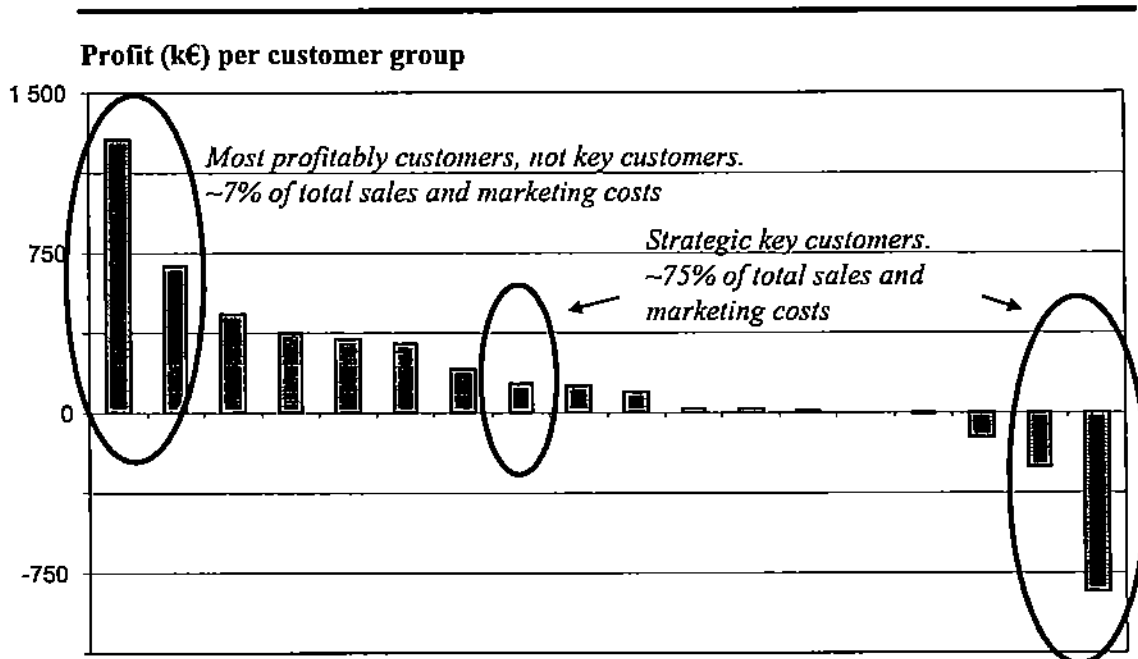 Profit (k€) per customer group
1 500
Most profitably customers, not key customers.
~7% of total sales and marketing costs
750
Strategic key customers.
~75% of total sales and
marketing costs
0
-750